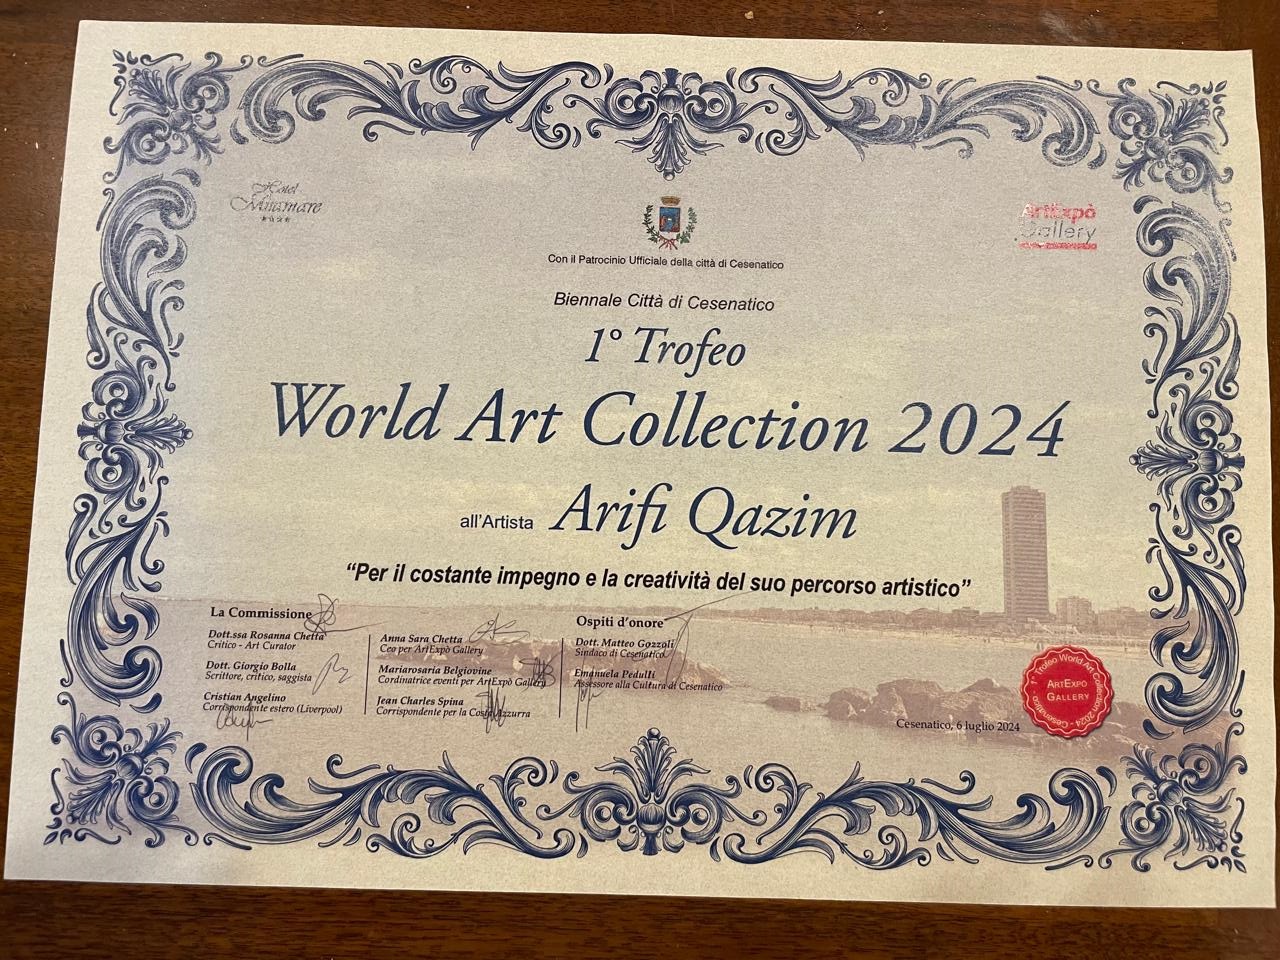 Hotel
Miramare
Con il Patrocinio Ufficiale della città di Cesenatico
ArtExpò
Gallery
Biennale Città di Cesenatico
1° Trofeo
World Art Collection 2024
all'Artista Arifi Qazim
“Per il costante impegno e la creatività del suo percorso artistico”
La Commissione
Dott.ssa Rosanna Chetta
Critico - Art Curator
Dott. Giorgio Bolla
Scrittore, critico, saggista
Cristian Angelino
Corrispondente estero (Liverpool)
Anna Sara Chetta
Ceo per ArtExpò Gallery
Mariarosaria Belgiovine
Cordinatrice eventi per ArtExpò Gallery
Jean Charles Spina
Corrispondente per la Costa Azzurra
Ospiti d'onore
Dott. Matteo Gozzoli
Sindaco di Cesenatico
Emanuela Pedulli
Assessore alla Cultura di Cesenatico
Cesenatico, 6 luglio 2024
1° Trofeo World Art Collection 2024 - Cesenatico
ArtExpo
Gallery